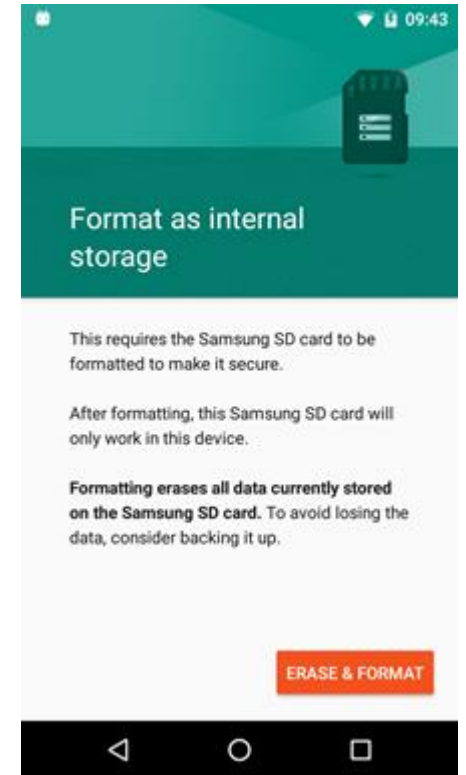 09:43
Format as internal
storage
This requires the Samsung SD card to be
formatted to make it secure.
After formatting, this Samsung SD card will
only work in this device.
Formatting erases all data currently stored
on the Samsung SD card. To avoid losing the
data, consider backing it up.
ERASE & FORMAT